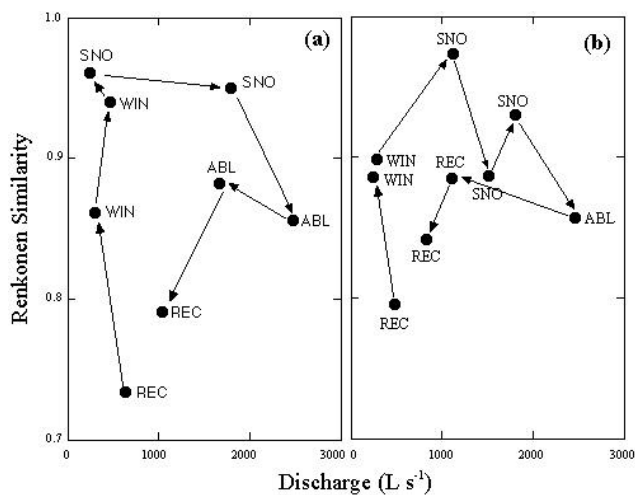 1.0
0.9
0.8
0.7
Renkonen Similarity
(a)
SNO
SNO
WIN
ABL
WIN
ABL
REC
REC
0
1000
2000
3000
(b)
SNO
SNO
WIN
REC
WIN
SNO
ABL
REC
REC
0
1000
2000
3000
Discharge (L s⁻¹)